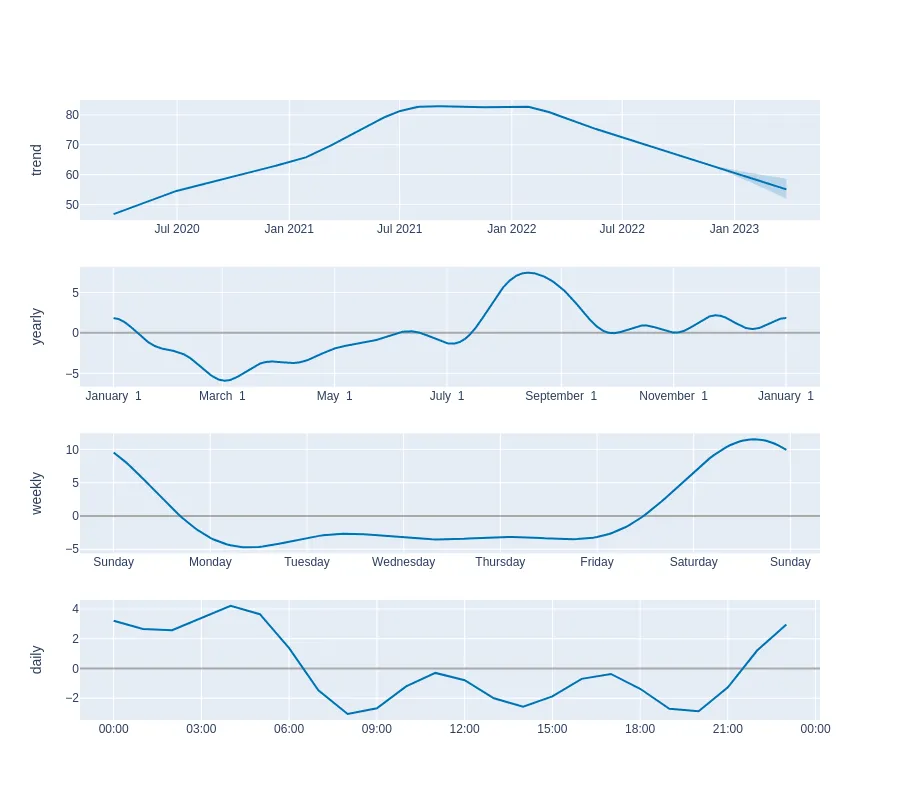 trend
80
70
60
50
Jul 2020 Jan 2021 Jul 2021 Jan 2022 Jul 2022 Jan 2023
yearly
5
0
−5
January 1 March 1 May 1 July 1 September 1 November 1 January 1
weekly
10
5
0
−5
Sunday Monday Tuesday Wednesday Thursday Friday Saturday Sunday
daily
4
2
0
−2
00:00 03:00 06:00 09:00 12:00 15:00 18:00 21:00 00:00